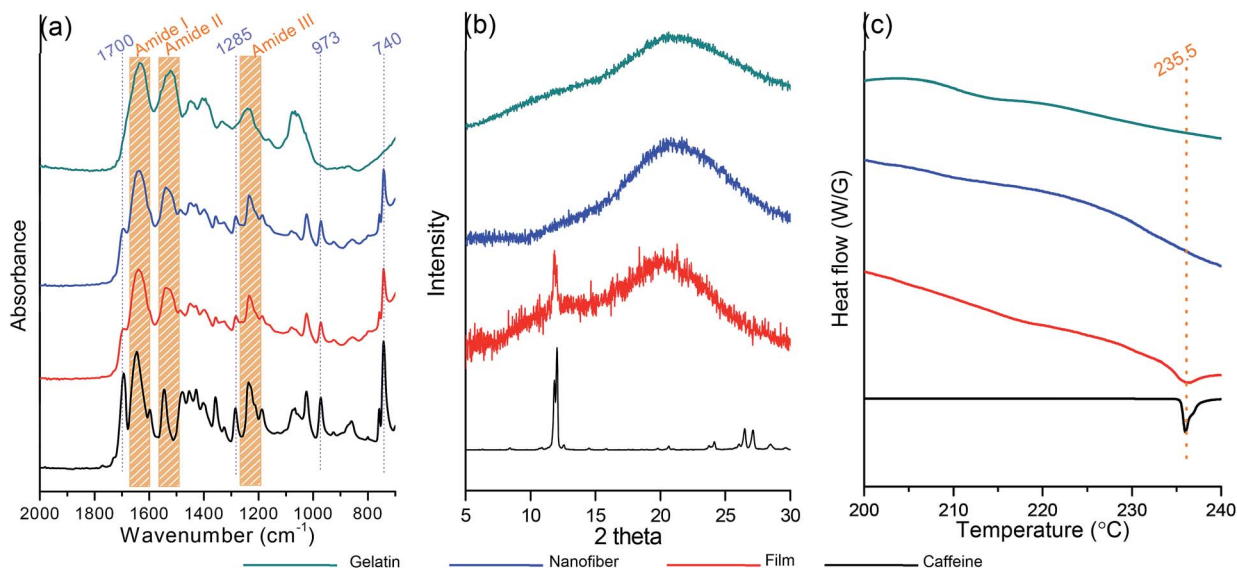 (a)
1700
Amide I
Amide II
1285
Amide III
973
740
Absorbance
2000 1800 1600 1400 1200 1000 800
Wavenumber (cm⁻¹)
(b)
Intensity
5 10 15 20 25 30
2 theta
(c)
235.5
Heat flow (W/G)
200 210 220 230 240
Temperature (°C)
Gelatin Nanofiber Film Caffeine